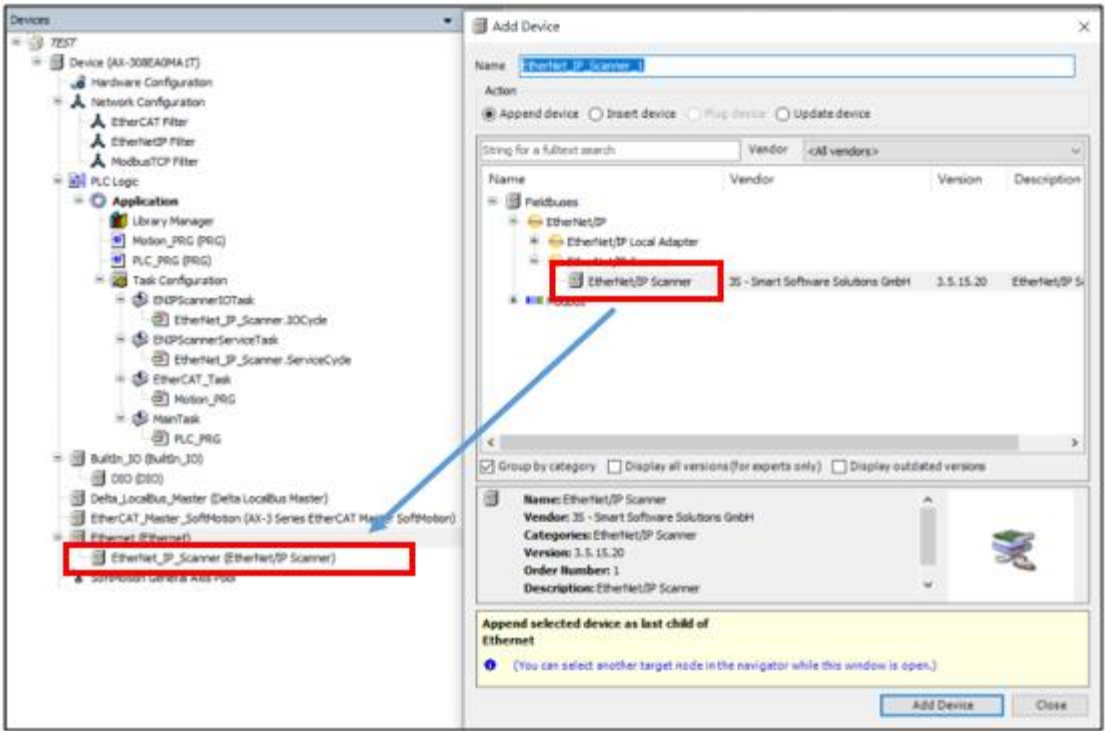 Devices
TEST
Device (AX-308EA0MA1T)
Hardware Configuration
Network Configuration
EtherCAT Filter
EtherNetIP Filter
ModbusTCP Filter
PLC Logic
Application
Library Manager
Motion_PRG (PRG)
PLC_PRG (PRG)
Task Configuration
ENIPScannerIOTask
EtherNet_IP_Scanner.IOCycle
ENIPScannerServiceTask
EtherNet_IP_Scanner.ServiceCycle
EtherCAT_Task
Motion_PRG
MainTask
PLC_PRG
BuiltIn_IO (BuiltIn_IO)
DIO (DIO)
Delta_LocalBus_Master (Delta LocalBus Master)
EtherCAT_Master_SoftMotion (AX-3 Series EtherCAT Master SoftMotion)
Ethernet (Ethernet)
EtherNet_IP_Scanner (EtherNet/IP Scanner)
SoftMotion General Axis Pool
Add Device
Name EtherNet_IP_Scanner_1
Action
Append device Insert device Plug device Update device
String for a fulltext search Vendor <All vendors>
Name Vendor Version Description
Fieldbuses
EtherNet/IP
EtherNet/IP Local Adapter
EtherNet/IP Scanner 3S - Smart Software Solutions GmbH 3.5.15.20 EtherNet/IP S
Modbus
Group by category Display all versions (for experts only) Display outdated versions
Name: EtherNet/IP Scanner
Vendor: 3S - Smart Software Solutions GmbH
Categories: EtherNet/IP Scanner
Version: 3.5.15.20
Order Number: 1
Description: EtherNet/IP Scanner
Append selected device as last child of
Ethernet
(You can select another target node in the navigator while this window is open.)
Add Device Close